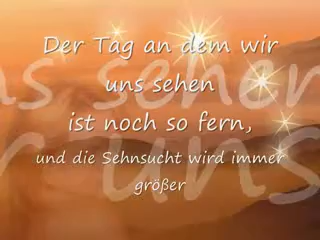 Der Tag an dem wir
uns sehen
ist noch so fern,
und die Sehnsucht wird immer
größer